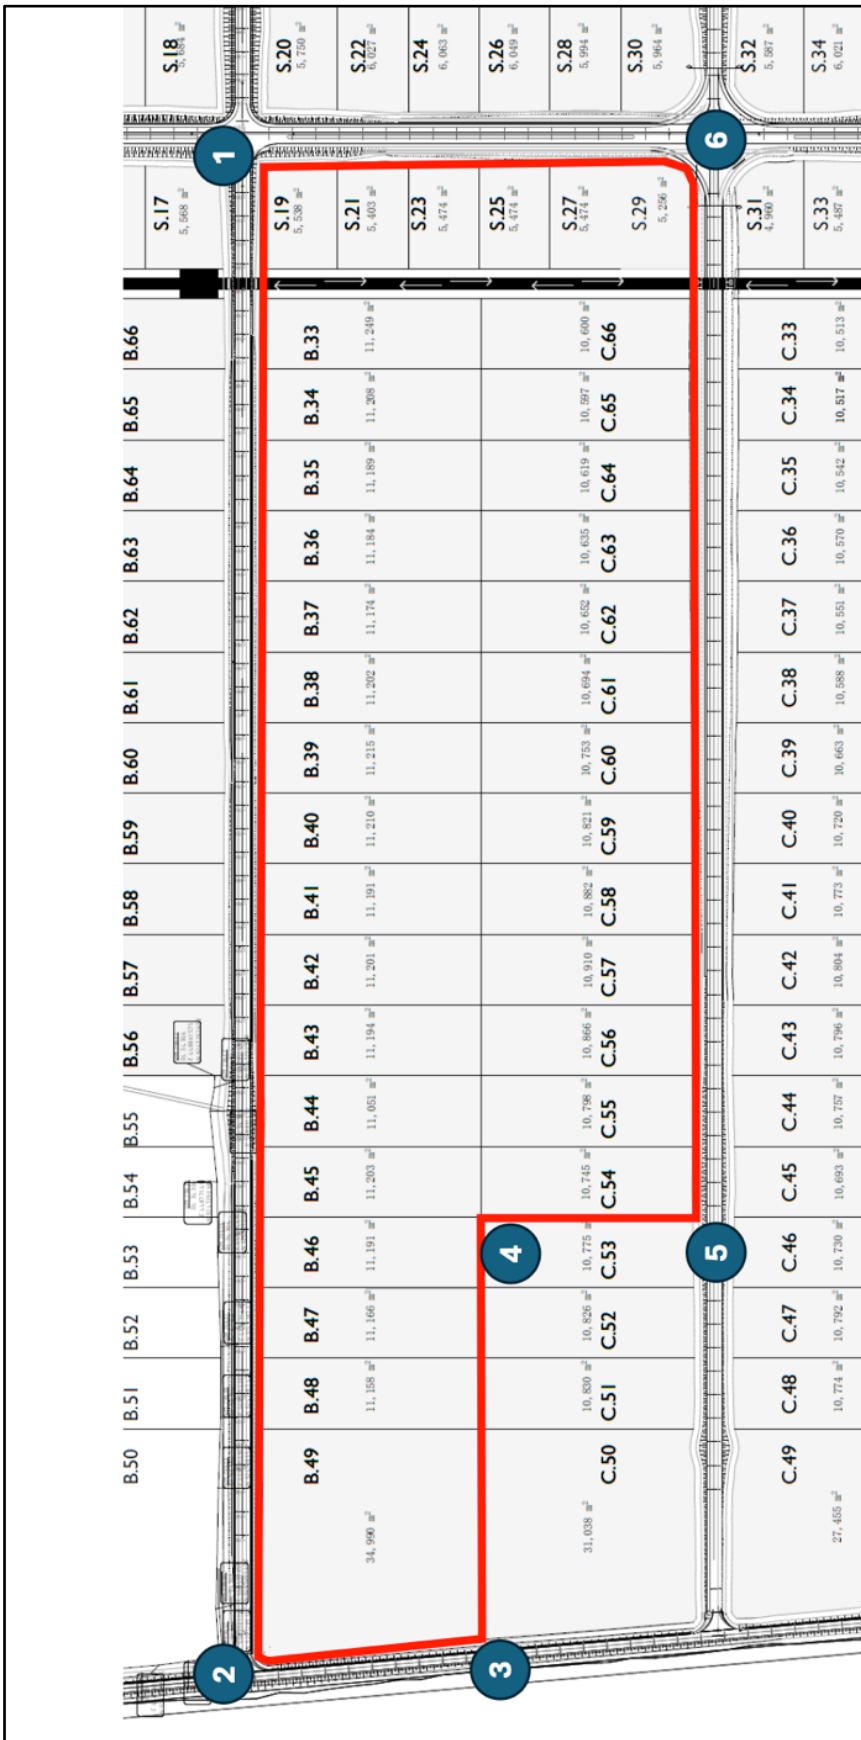 S.18
5,684 m²
S.20
5,750 m²
S.22
6,027 m²
S.24
6,063 m²
S.26
6,049 m²
S.28
5,994 m²
S.30
5,964 m²
S.32
5,587 m²
S.34
6,021 m²
1
6
S.17
5,568 m²
S.19
5,538 m²
S.21
5,403 m²
S.23
5,474 m²
S.25
5,474 m²
S.27
5,474 m²
S.29
5,256 m²
S.31
4,960 m²
S.33
5,487 m²
B.66
B.33
11,249 m²
10,600 m²
C.66
C.33
10,513 m²
B.65
B.34
11,208 m²
10,597 m²
C.65
C.34
10,517 m²
B.64
B.35
11,189 m²
10,619 m²
C.64
C.35
10,542 m²
B.63
B.36
11,184 m²
10,635 m²
C.63
C.36
10,570 m²
B.62
B.37
11,174 m²
10,652 m²
C.62
C.37
10,551 m²
B.61
B.38
11,202 m²
10,694 m²
C.61
C.38
10,588 m²
B.60
B.39
11,215 m²
10,753 m²
C.60
C.39
10,663 m²
B.59
B.40
11,210 m²
10,821 m²
C.59
C.40
10,720 m²
B.58
B.41
11,191 m²
10,882 m²
C.58
C.41
10,773 m²
B.57
B.42
11,201 m²
10,910 m²
C.57
C.42
10,804 m²
B.56
B.43
11,194 m²
10,866 m²
C.56
C.43
10,796 m²
B.55
B.44
11,051 m²
10,798 m²
C.55
C.44
10,757 m²
B.54
B.45
11,203 m²
10,745 m²
C.54
C.45
10,693 m²
B.53
B.46
11,191 m²
4
10,775 m²
C.53
5
C.46
10,730 m²
B.52
B.47
11,166 m²
10,826 m²
C.52
C.47
10,792 m²
B.51
B.48
11,158 m²
10,830 m²
C.51
C.48
10,774 m²
B.50
B.49
34,990 m²
31,038 m²
C.50
C.49
27,455 m²
2
3